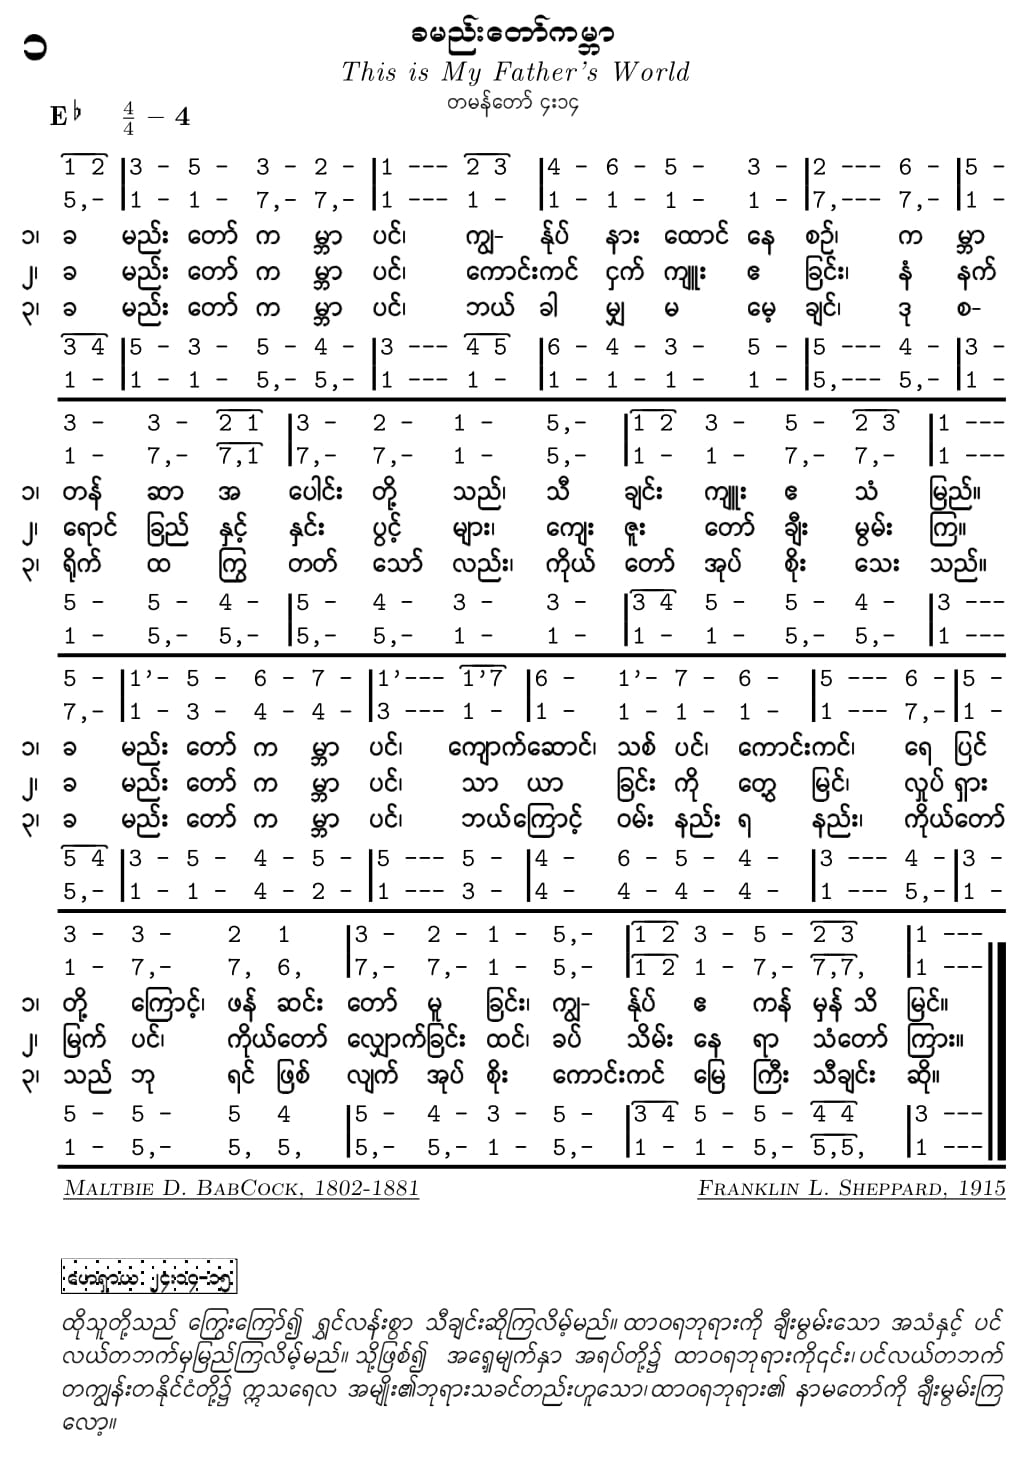 ၁
ခမည်းတော်ကမ္ဘာ
This is My Father's World
တမန်တော် ၄း၁၄
E♭ 4/4 – 4
1 2 |3 – 5 – 3 – 2 – |1 ––– 2 3 |4 – 6 – 5 – 3 – |2 ––– 6 – |5 –
5,– |1 – 1 – 7,– 7,– |1 ––– 1 – |1 – 1 – 1 – 1 – |7,––– 7,– |1 –
၁၊ ခ မည်း တော် က မ္ဘာ ပင်၊ ကျွ- န်ုပ် နား ထောင် နေ စဉ်၊ က မ္ဘာ
၂၊ ခ မည်း တော် က မ္ဘာ ပင်၊ ကောင်းကင် ငှက် ကျူး ဧ ခြင်း၊ နံ နက်
၃၊ ခ မည်း တော် က မ္ဘာ ပင်၊ ဘယ် ခါ မျှ မ မေ့ ချင်၊ ဒု စ-
3 4 |5 – 3 – 5 – 4 – |3 ––– 4 5 |6 – 4 – 3 – 5 – |5 ––– 4 – |3 –
1 – |1 – 1 – 5,– 5,– |1 ––– 1 – |1 – 1 – 1 – 1 – |5,––– 5,– |1 –
3 – 3 – 2 1 |3 – 2 – 1 – 5,– |1 2 3 – 5 – 2 3 |1 –––
1 – 7,– 7,1 |7,– 7,– 1 – 5,– |1 – 1 – 7,– 7,– |1 –––
၁၊ တန် ဆာ အ ပေါင်း တို့ သည်၊ သီ ချင်း ကျူး ဧ သံ မြည်။
၂၊ ရောင် ခြည် နှင့် နှင်း ပွင့် များ၊ ကျေး ဇူး တော် ချီး မွမ်း ကြ။
၃၊ ရိုက် ထ ကြွ တတ် သော် လည်း၊ ကိုယ် တော် အုပ် စိုး သေး သည်။
5 – 5 – 4 – |5 – 4 – 3 – 3 – |3 4 5 – 5 – 4 – |3 –––
1 – 5,– 5,– |5,– 5,– 1 – 1 – |1 – 1 – 5,– 5,– |1 –––
5 – |1’– 5 – 6 – 7 – |1’––– 1’7 |6 – 1’– 7 – 6 – |5 ––– 6 – |5 –
7,– |1 – 3 – 4 – 4 – |3 ––– 1 – |1 – 1 – 1 – 1 – |1 ––– 7,– |1 –
၁၊ ခ မည်း တော် က မ္ဘာ ပင်၊ ကျောက်ဆောင်၊ သစ် ပင်၊ ကောင်းကင်၊ ရေ ပြင်
၂၊ ခ မည်း တော် က မ္ဘာ ပင်၊ သာ ယာ ခြင်း ကို တွေ့ မြင်၊ လှုပ် ရှား
၃၊ ခ မည်း တော် က မ္ဘာ ပင်၊ ဘယ်ကြောင့် ဝမ်း နည်း ရ နည်း၊ ကိုယ်တော်
5 4 |3 – 5 – 4 – 5 – |5 ––– 5 – |4 – 6 – 5 – 4 – |3 ––– 4 – |3 –
5,– |1 – 1 – 4 – 2 – |1 ––– 3 – |4 – 4 – 4 – 4 – |1 ––– 5,– |1 –
3 – 3 – 2 1 |3 – 2 – 1 – 5,– |1 2 3 – 5 – 2 3 |1 –––
1 – 7,– 7, 6, |7,– 7,– 1 – 5,– |1 2 1 – 7,– 7,7, |1 –––
၁၊ တို့ ကြောင့်၊ ဖန် ဆင်း တော် မူ ခြင်း၊ ကျွ- န်ုပ် ဧ ကန် မှန် သိ မြင်။
၂၊ မြက် ပင်၊ ကိုယ်တော် လျှောက်ခြင်း ထင်၊ ခပ် သိမ်း နေ ရာ သံတော် ကြား။
၃၊ သည် ဘု ရင် ဖြစ် လျက် အုပ် စိုး ကောင်းကင် မြေ ကြီး သီချင်း ဆို။
5 – 5 – 5 4 |5 – 4 – 3 – 5 – |3 4 5 – 5 – 4 4 |3 –––
1 – 5,– 5, 5, |5,– 5,– 1 – 5,– |1 – 1 – 5,– 5,5, |1 –––
MALTBIE D. BABCOCK, 1802-1881 FRANKLIN L. SHEPPARD, 1915
ဟေရှာယ ၂၄း၁၄-၁၅
ထိုသူတို့သည် ကြွေးကြော်၍ ရွှင်လန်းစွာ သီချင်းဆိုကြလိမ့်မည်။ ထာဝရဘုရားကို ချီးမွမ်းသော အသံနှင့် ပင်
လယ်တဘက်မှမြည်ကြလိမ့်မည်။ သို့ဖြစ်၍ အရှေ့မျက်နှာ အရပ်တို့၌ ထာဝရဘုရားကို၎င်း၊ ပင်လယ်တဘက်
တကျွန်းတနိုင်ငံတို့၌ ဣသရေလ အမျိုး၏ဘုရားသခင်တည်းဟူသော၊ ထာဝရဘုရား၏ နာမတော်ကို ချီးမွမ်းကြ
လော့။